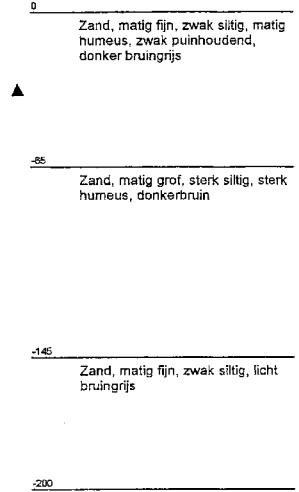 0
Zand, matig fijn, zwak siltig, matig
humeus, zwak puinhoudend,
donker bruingrijs
-65
Zand, matig grof, sterk siltig, sterk
humeus, donkerbruin
-145
Zand, matig fijn, zwak siltig, licht
bruingrijs
-200